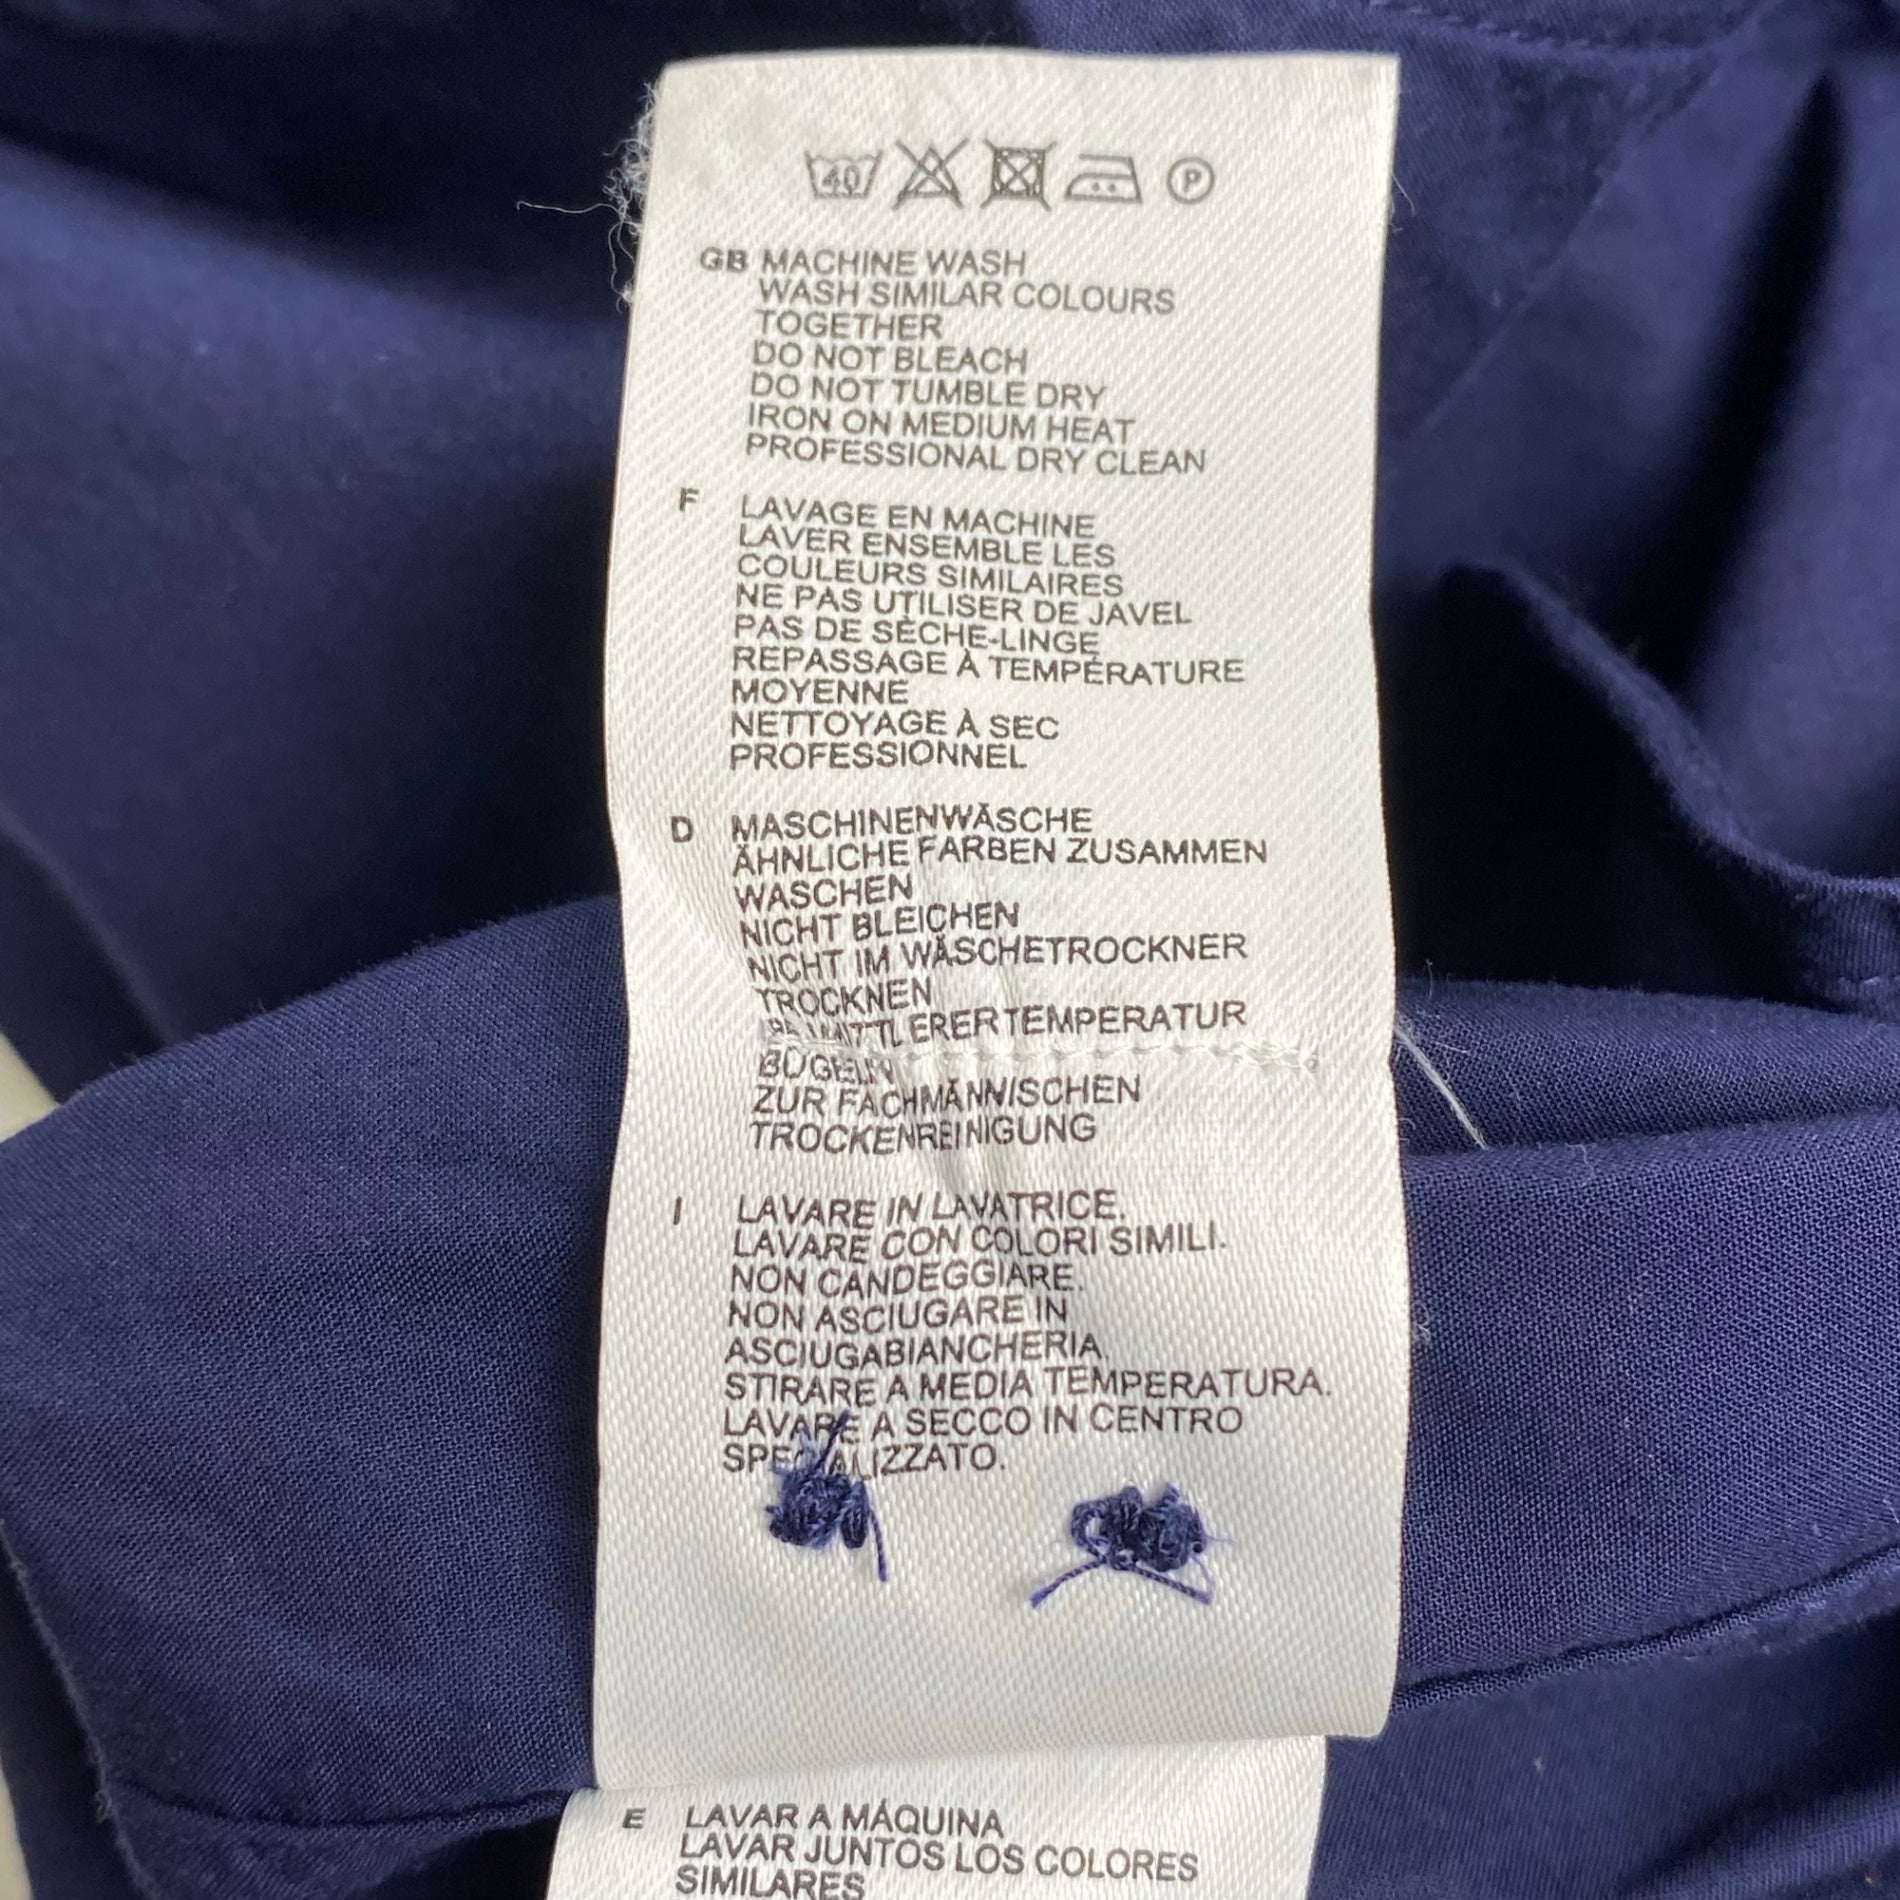 40 P
GB MACHINE WASH
WASH SIMILAR COLOURS
TOGETHER
DO NOT BLEACH
DO NOT TUMBLE DRY
IRON ON MEDIUM HEAT
PROFESSIONAL DRY CLEAN
F LAVAGE EN MACHINE
LAVER ENSEMBLE LES
COULEURS SIMILAIRES
NE PAS UTILISER DE JAVEL
PAS DE SÈCHE-LINGE
REPASSAGE À TEMPÉRATURE
MOYENNE
NETTOYAGE À SEC
PROFESSIONNEL
D MASCHINENWÄSCHE
ÄHNLICHE FARBEN ZUSAMMEN
WASCHEN
NICHT BLEICHEN
NICHT IM WÄSCHETROCKNER
TROCKNEN
BEI MITTLERER TEMPERATUR
BÜGELN
ZUR FACHMÄNNISCHEN
TROCKENREINIGUNG
I LAVARE IN LAVATRICE.
LAVARE CON COLORI SIMILI.
NON CANDEGGIARE.
NON ASCIUGARE IN
ASCIUGABIANCHERIA.
STIRARE A MEDIA TEMPERATURA.
LAVARE A SECCO IN CENTRO
SPECIALIZZATO.
E LAVAR A MÁQUINA
LAVAR JUNTOS LOS COLORES
SIMILARES